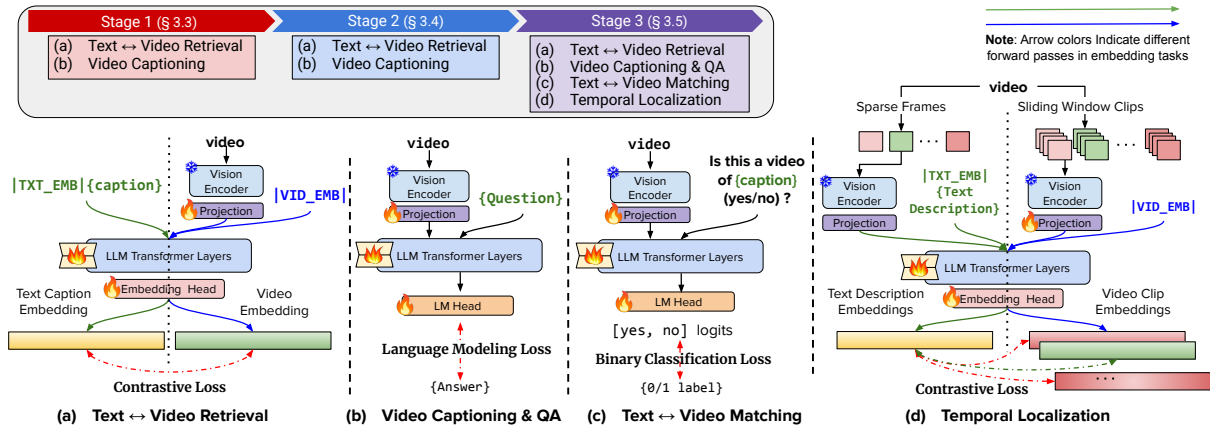 Stage 1 (§ 3.3)
(a) Text ↔ Video Retrieval
(b) Video Captioning
Stage 2 (§ 3.4)
(a) Text ↔ Video Retrieval
(b) Video Captioning
Stage 3 (§ 3.5)
(a) Text ↔ Video Retrieval
(b) Video Captioning & QA
(c) Text ↔ Video Matching
(d) Temporal Localization
Note: Arrow colors Indicate different
forward passes in embedding tasks
video
|TXT_EMB|{caption}
Vision
Encoder
Projection
|VID_EMB|
LLM Transformer Layers
Embedding Head
Text Caption
Embedding
Video
Embedding
Contrastive Loss
(a) Text ↔ Video Retrieval
video
Vision
Encoder
Projection
{Question}
LLM Transformer Layers
LM Head
Language Modeling Loss
{Answer}
(b) Video Captioning & QA
video
Vision
Encoder
Projection
Is this a video
of {caption}
(yes/no) ?
LLM Transformer Layers
LM Head
[yes, no] logits
Binary Classification Loss
{0/1 label}
(c) Text ↔ Video Matching
video
Sparse Frames
Sliding Window Clips
...
...
Vision
Encoder
Projection
|TXT_EMB|
{Text
Description}
Vision
Encoder
Projection
|VID_EMB|
LLM Transformer Layers
Embedding Head
Text Description
Embeddings
Video Clip
Embeddings
...
Contrastive Loss
(d) Temporal Localization